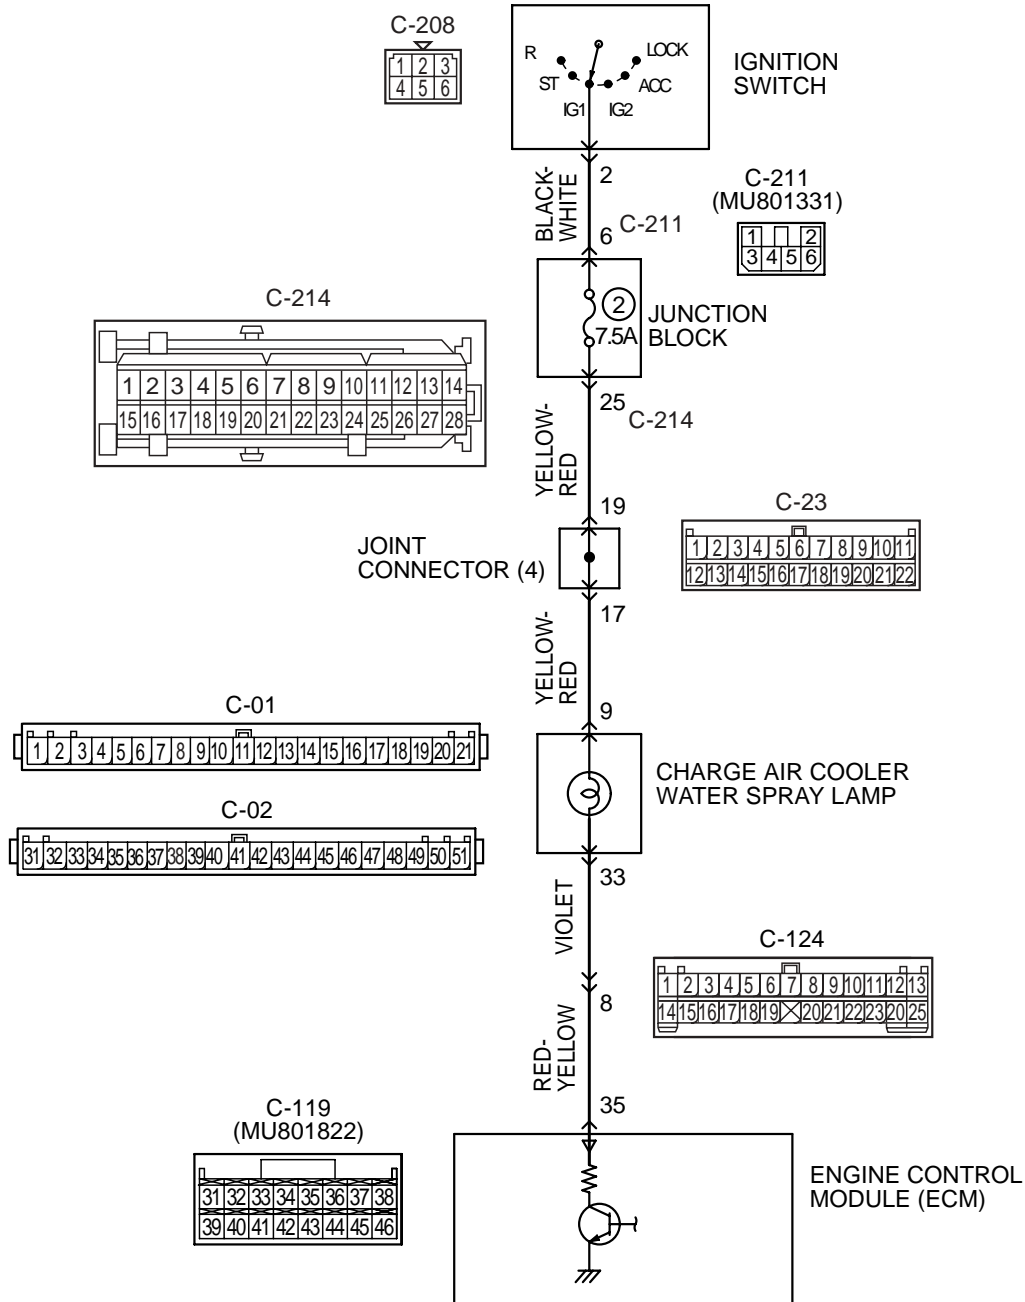 C-208
1 2 3
4 5 6
R
ST
IG1
IG2
ACC
LOCK
IGNITION
SWITCH
2
BLACK-
WHITE
6
C-211
C-211
(MU801331)
1 2
3 4 5 6
2
7.5A
JUNCTION
BLOCK
C-214
1 2 3 4 5 6 7 8 9 10 11 12 13 14
15 16 17 18 19 20 21 22 23 24 25 26 27 28
25
C-214
YELLOW-
RED
19
C-23
1 2 3 4 5 6 7 8 9 10 11
12 13 14 15 16 17 18 19 20 21 22
JOINT
CONNECTOR (4)
17
YELLOW-
RED
9
C-01
1 2 3 4 5 6 7 8 9 10 11 12 13 14 15 16 17 18 19 20 21
CHARGE AIR COOLER
WATER SPRAY LAMP
C-02
31 32 33 34 35 36 37 38 39 40 41 42 43 44 45 46 47 48 49 50 51
33
VIOLET
C-124
1 2 3 4 5 6 7 8 9 10 11 12 13
14 15 16 17 18 19 20 21 22 23 20 25
8
RED-
YELLOW
35
C-119
(MU801822)
31 32 33 34 35 36 37 38
39 40 41 42 43 44 45 46
ENGINE CONTROL
MODULE (ECM)